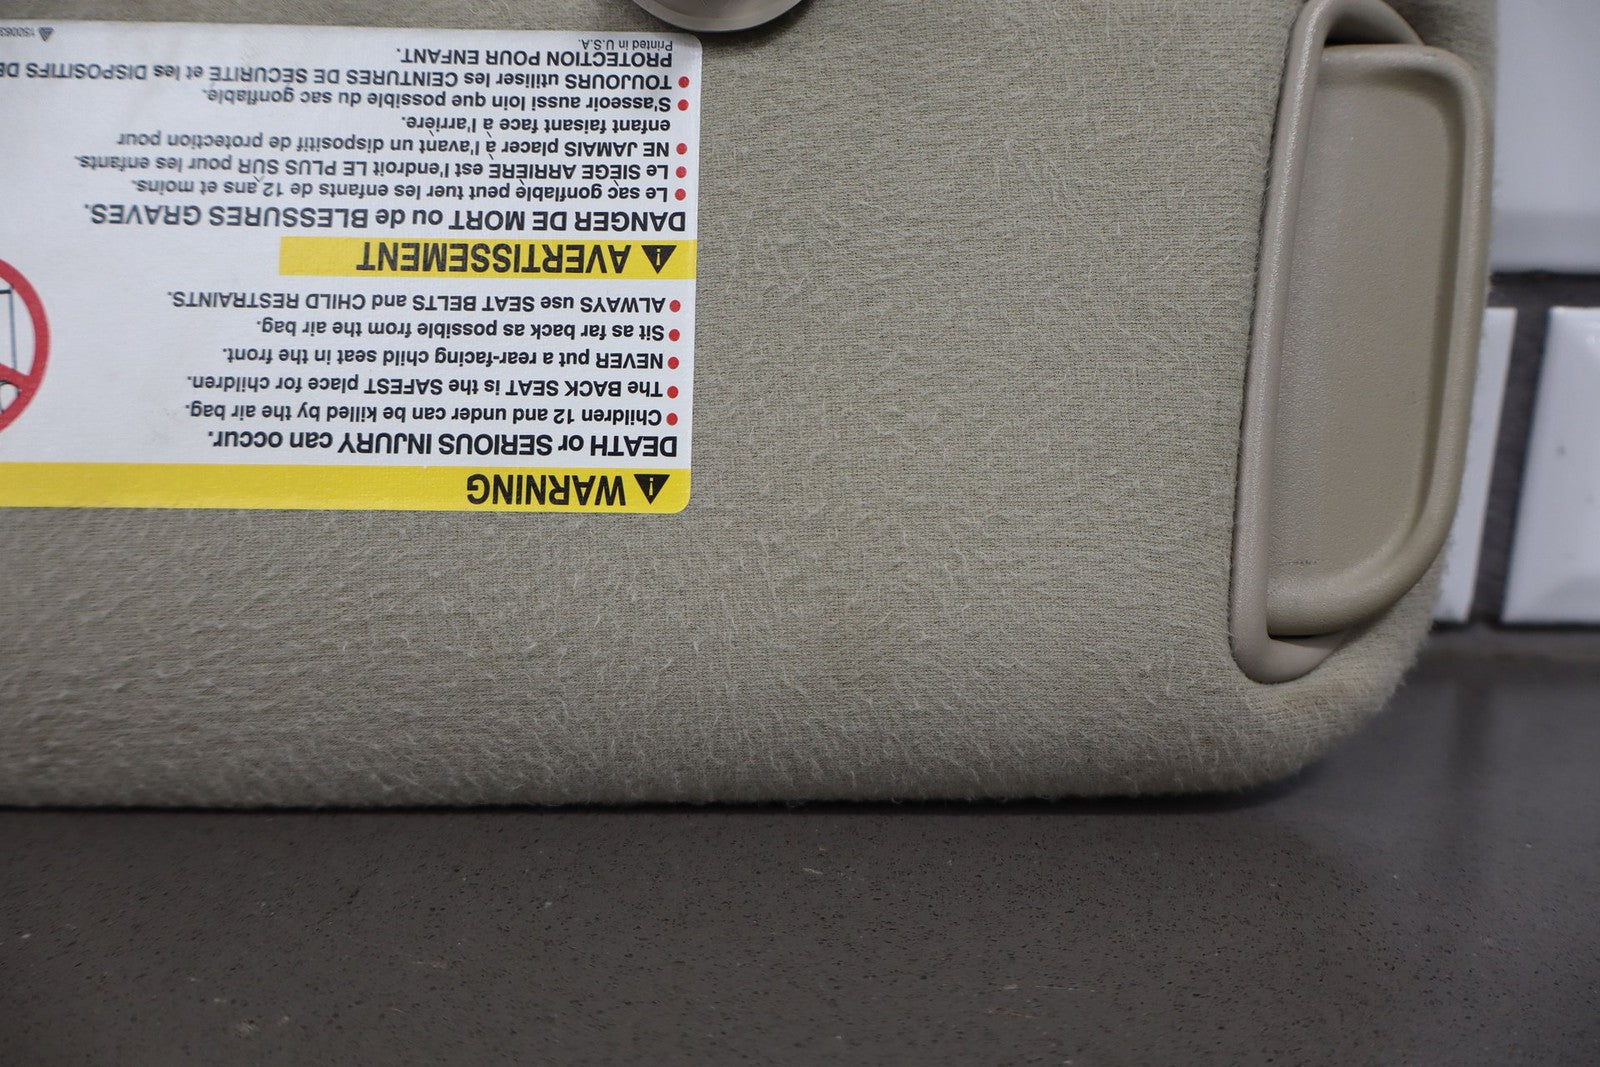 WARNING
DEATH or SERIOUS INJURY can occur.
• Children 12 and under can be killed by the air bag.
• The BACK SEAT is the SAFEST place for children.
• NEVER put a rear-facing child seat in the front.
• Sit as far back as possible from the air bag.
• ALWAYS use SEAT BELTS and CHILD RESTRAINTS.
AVERTISSEMENT
DANGER DE MORT ou de BLESSURES GRAVES.
• Le sac gonflable peut tuer les enfants de 12 ans et moins.
• Le SIÈGE ARRIÈRE est l'endroit LE PLUS SÛR pour les enfants.
• NE JAMAIS placer à l'avant un dispositif de protection pour
enfant faisant face à l'arrière.
• S'asseoir aussi loin que possible du sac gonflable.
• TOUJOURS utiliser les CEINTURES DE SÉCURITÉ et les DISPOSITIFS DE
PROTECTION POUR ENFANT.
Printed in U.S.A.